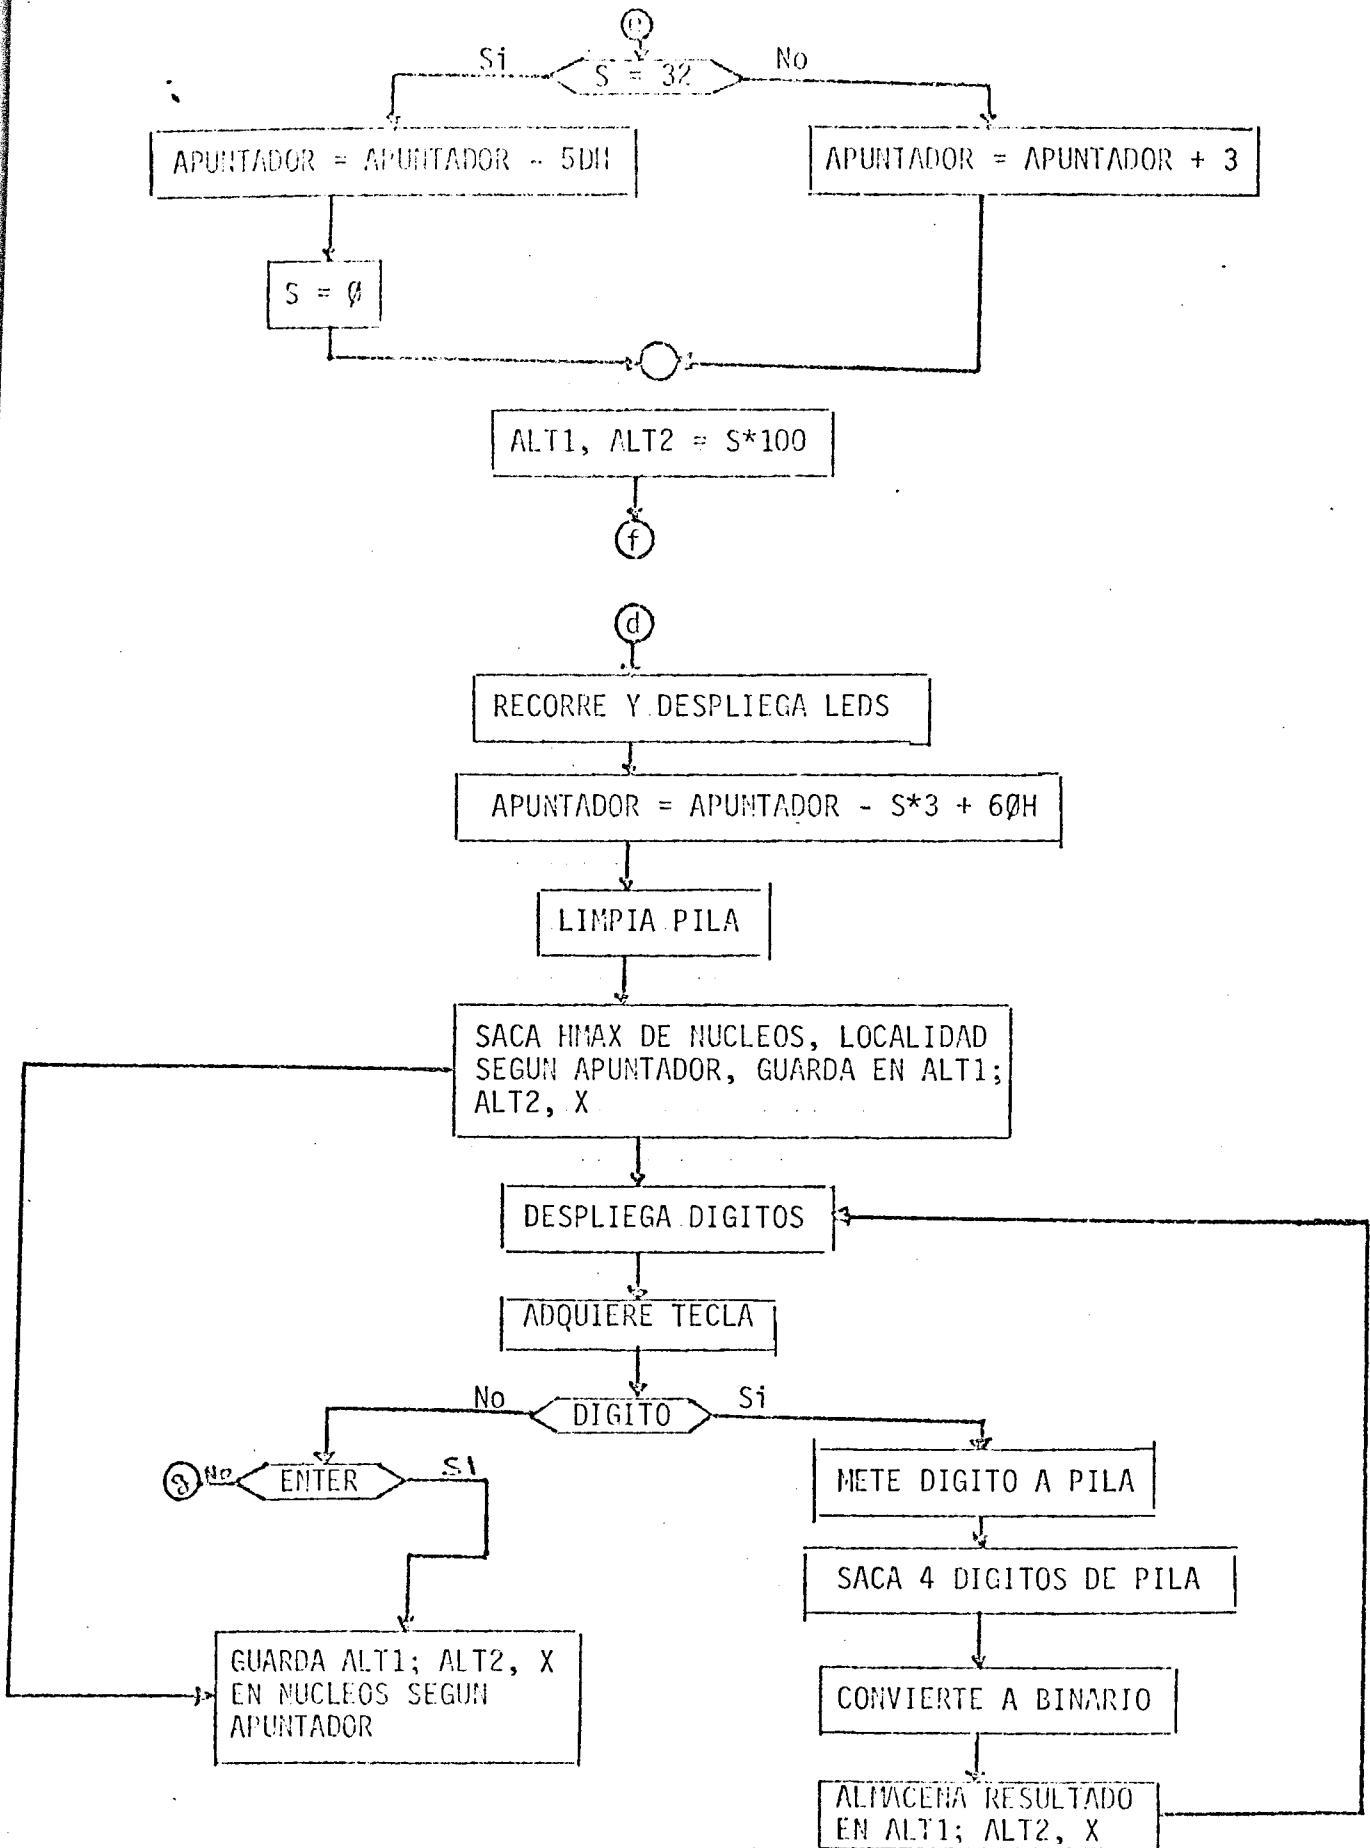 e
Si
No
S = 32
APUNTADOR = APUNTADOR - 5DH
APUNTADOR = APUNTADOR + 3
S = Ø
ALT1, ALT2 = S*100
f
d
RECORRE Y DESPLIEGA LEDS
APUNTADOR = APUNTADOR - S*3 + 6ØH
LIMPIA PILA
SACA HMAX DE NUCLEOS, LOCALIDAD
SEGUN APUNTADOR, GUARDA EN ALT1;
ALT2, X
DESPLIEGA DIGITOS
ADQUIERE TECLA
No
DIGITO
Si
g
No
ENTER
SI
METE DIGITO A PILA
SACA 4 DIGITOS DE PILA
GUARDA ALT1; ALT2, X
EN NUCLEOS SEGUN
APUNTADOR
CONVIERTE A BINARIO
ALMACENA RESULTADO
EN ALT1; ALT2, X